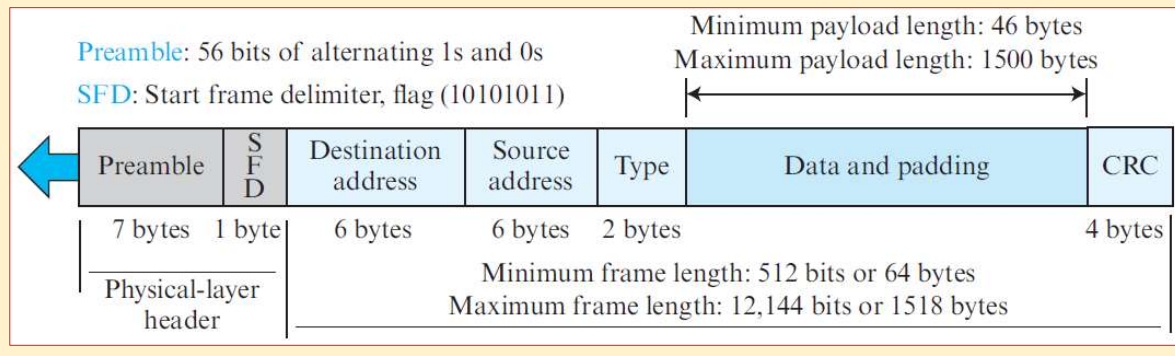 Minimum payload length: 46 bytes
Preamble: 56 bits of alternating 1s and 0s
Maximum payload length: 1500 bytes
SFD: Start frame delimiter, flag (10101011)
Preamble
S
F
D
Destination
address
Source
address
Type
Data and padding
CRC
7 bytes
1 byte
6 bytes
6 bytes
2 bytes
4 bytes
Physical-layer
header
Minimum frame length: 512 bits or 64 bytes
Maximum frame length: 12,144 bits or 1518 bytes